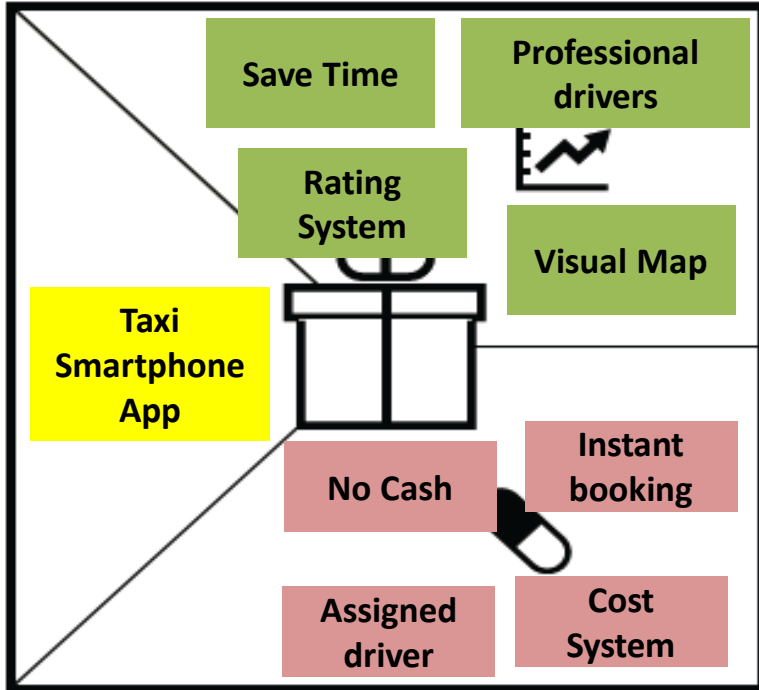 Save Time
Professional
drivers
Rating
System
Visual Map
Taxi
Smartphone
App
No Cash
Instant
booking
Assigned
driver
Cost
System